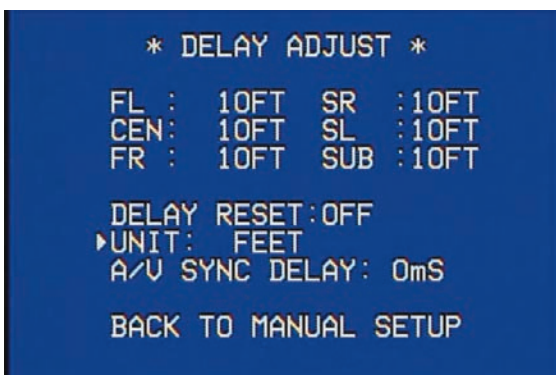 * DELAY ADJUST *
FL : 10FT SR :10FT
CEN: 10FT SL :10FT
FR : 10FT SUB :10FT
DELAY RESET:OFF
▶UNIT: FEET
A/V SYNC DELAY: 0mS
BACK TO MANUAL SETUP